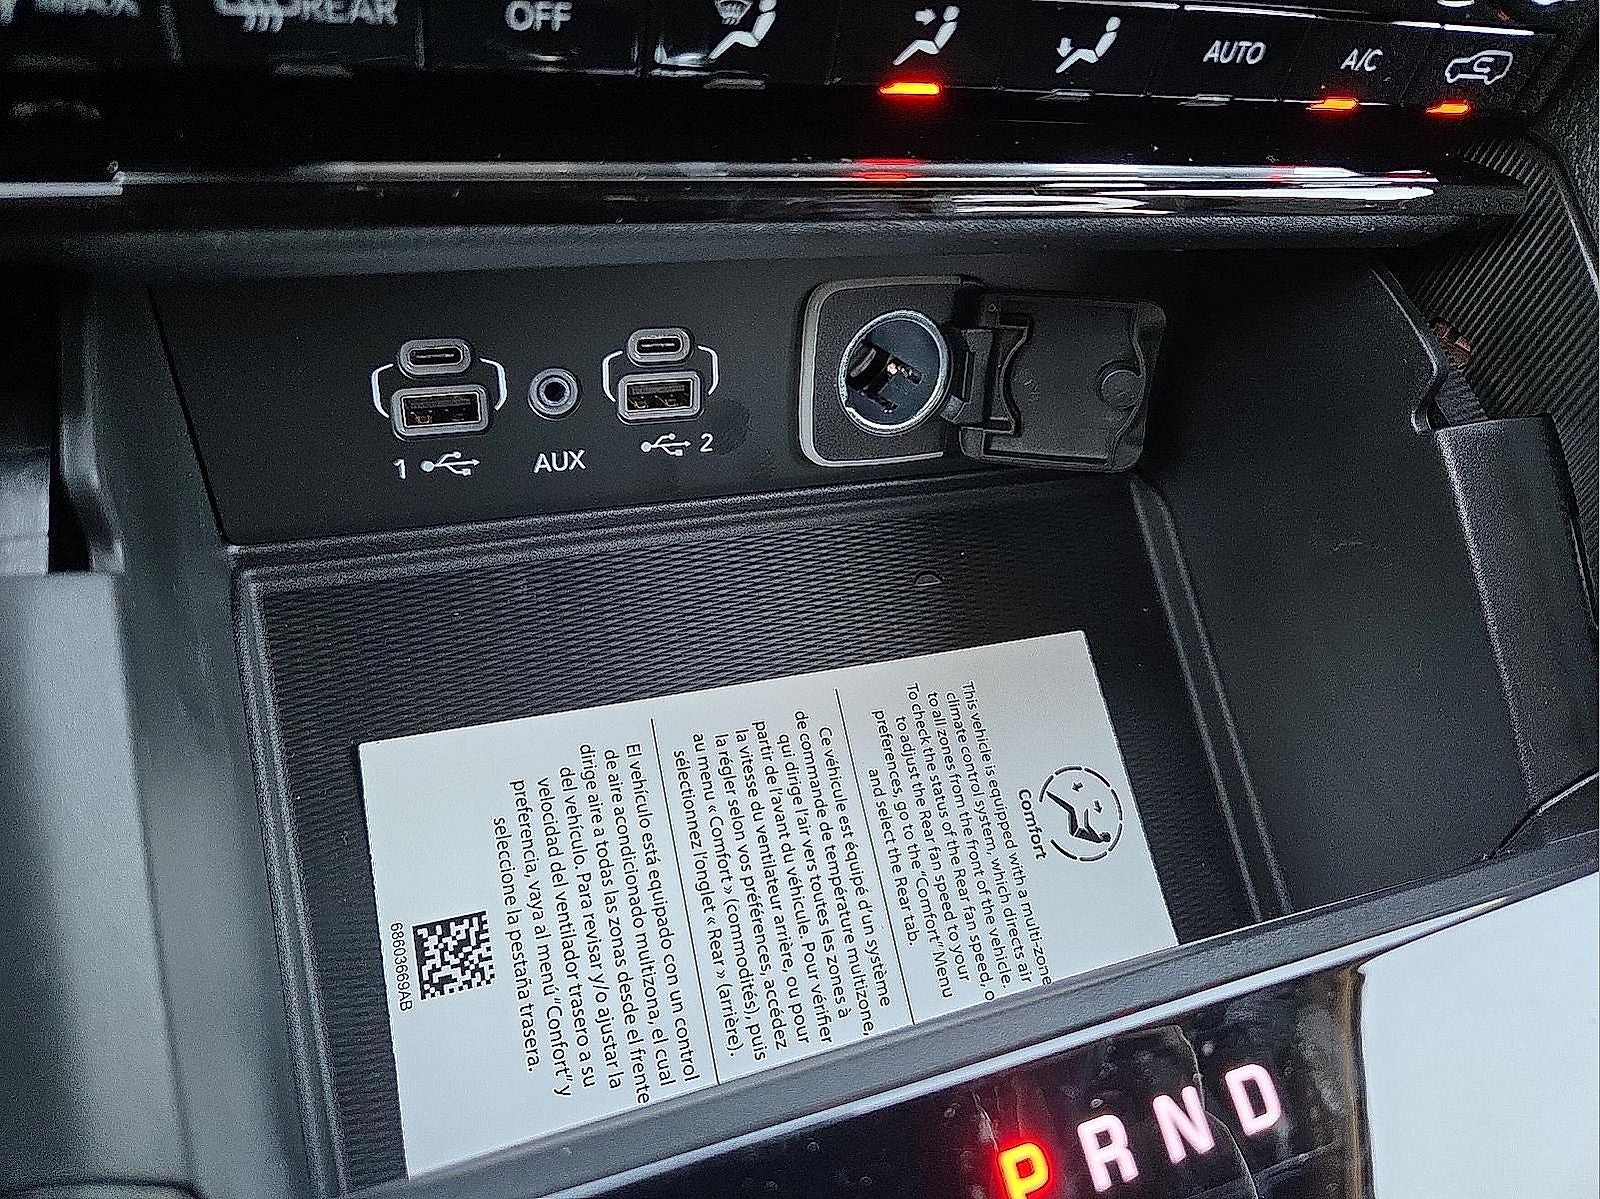 MAX
REAR
OFF
AUTO
A/C
1
AUX
2
Comfort
This vehicle is equipped with a multi-zone
climate control system, which directs air
to all zones from the front of the vehicle.
To check the status of the Rear fan speed, o
to adjust the Rear fan speed to your
preferences, go to the "Comfort" Menu
and select the Rear tab.
Ce véhicule est équipé d'un système
de commande de température multizone,
qui dirige l'air vers toutes les zones à
partir de l'avant du véhicule. Pour vérifier
la vitesse du ventilateur arrière, ou pour
la régler selon vos préférences, accédez
au menu « Comfort » (commodités), puis
sélectionnez l'onglet « Rear » (arrière).
El vehículo está equipado con un control
de aire acondicionado multizona, el cual
dirige aire a todas las zonas desde el frente
del vehículo. Para revisar y/o ajustar la
velocidad del ventilador trasero a su
preferencia, vaya al menú "Comfort" y
seleccione la pestaña trasera.
68603669AB
P R N D